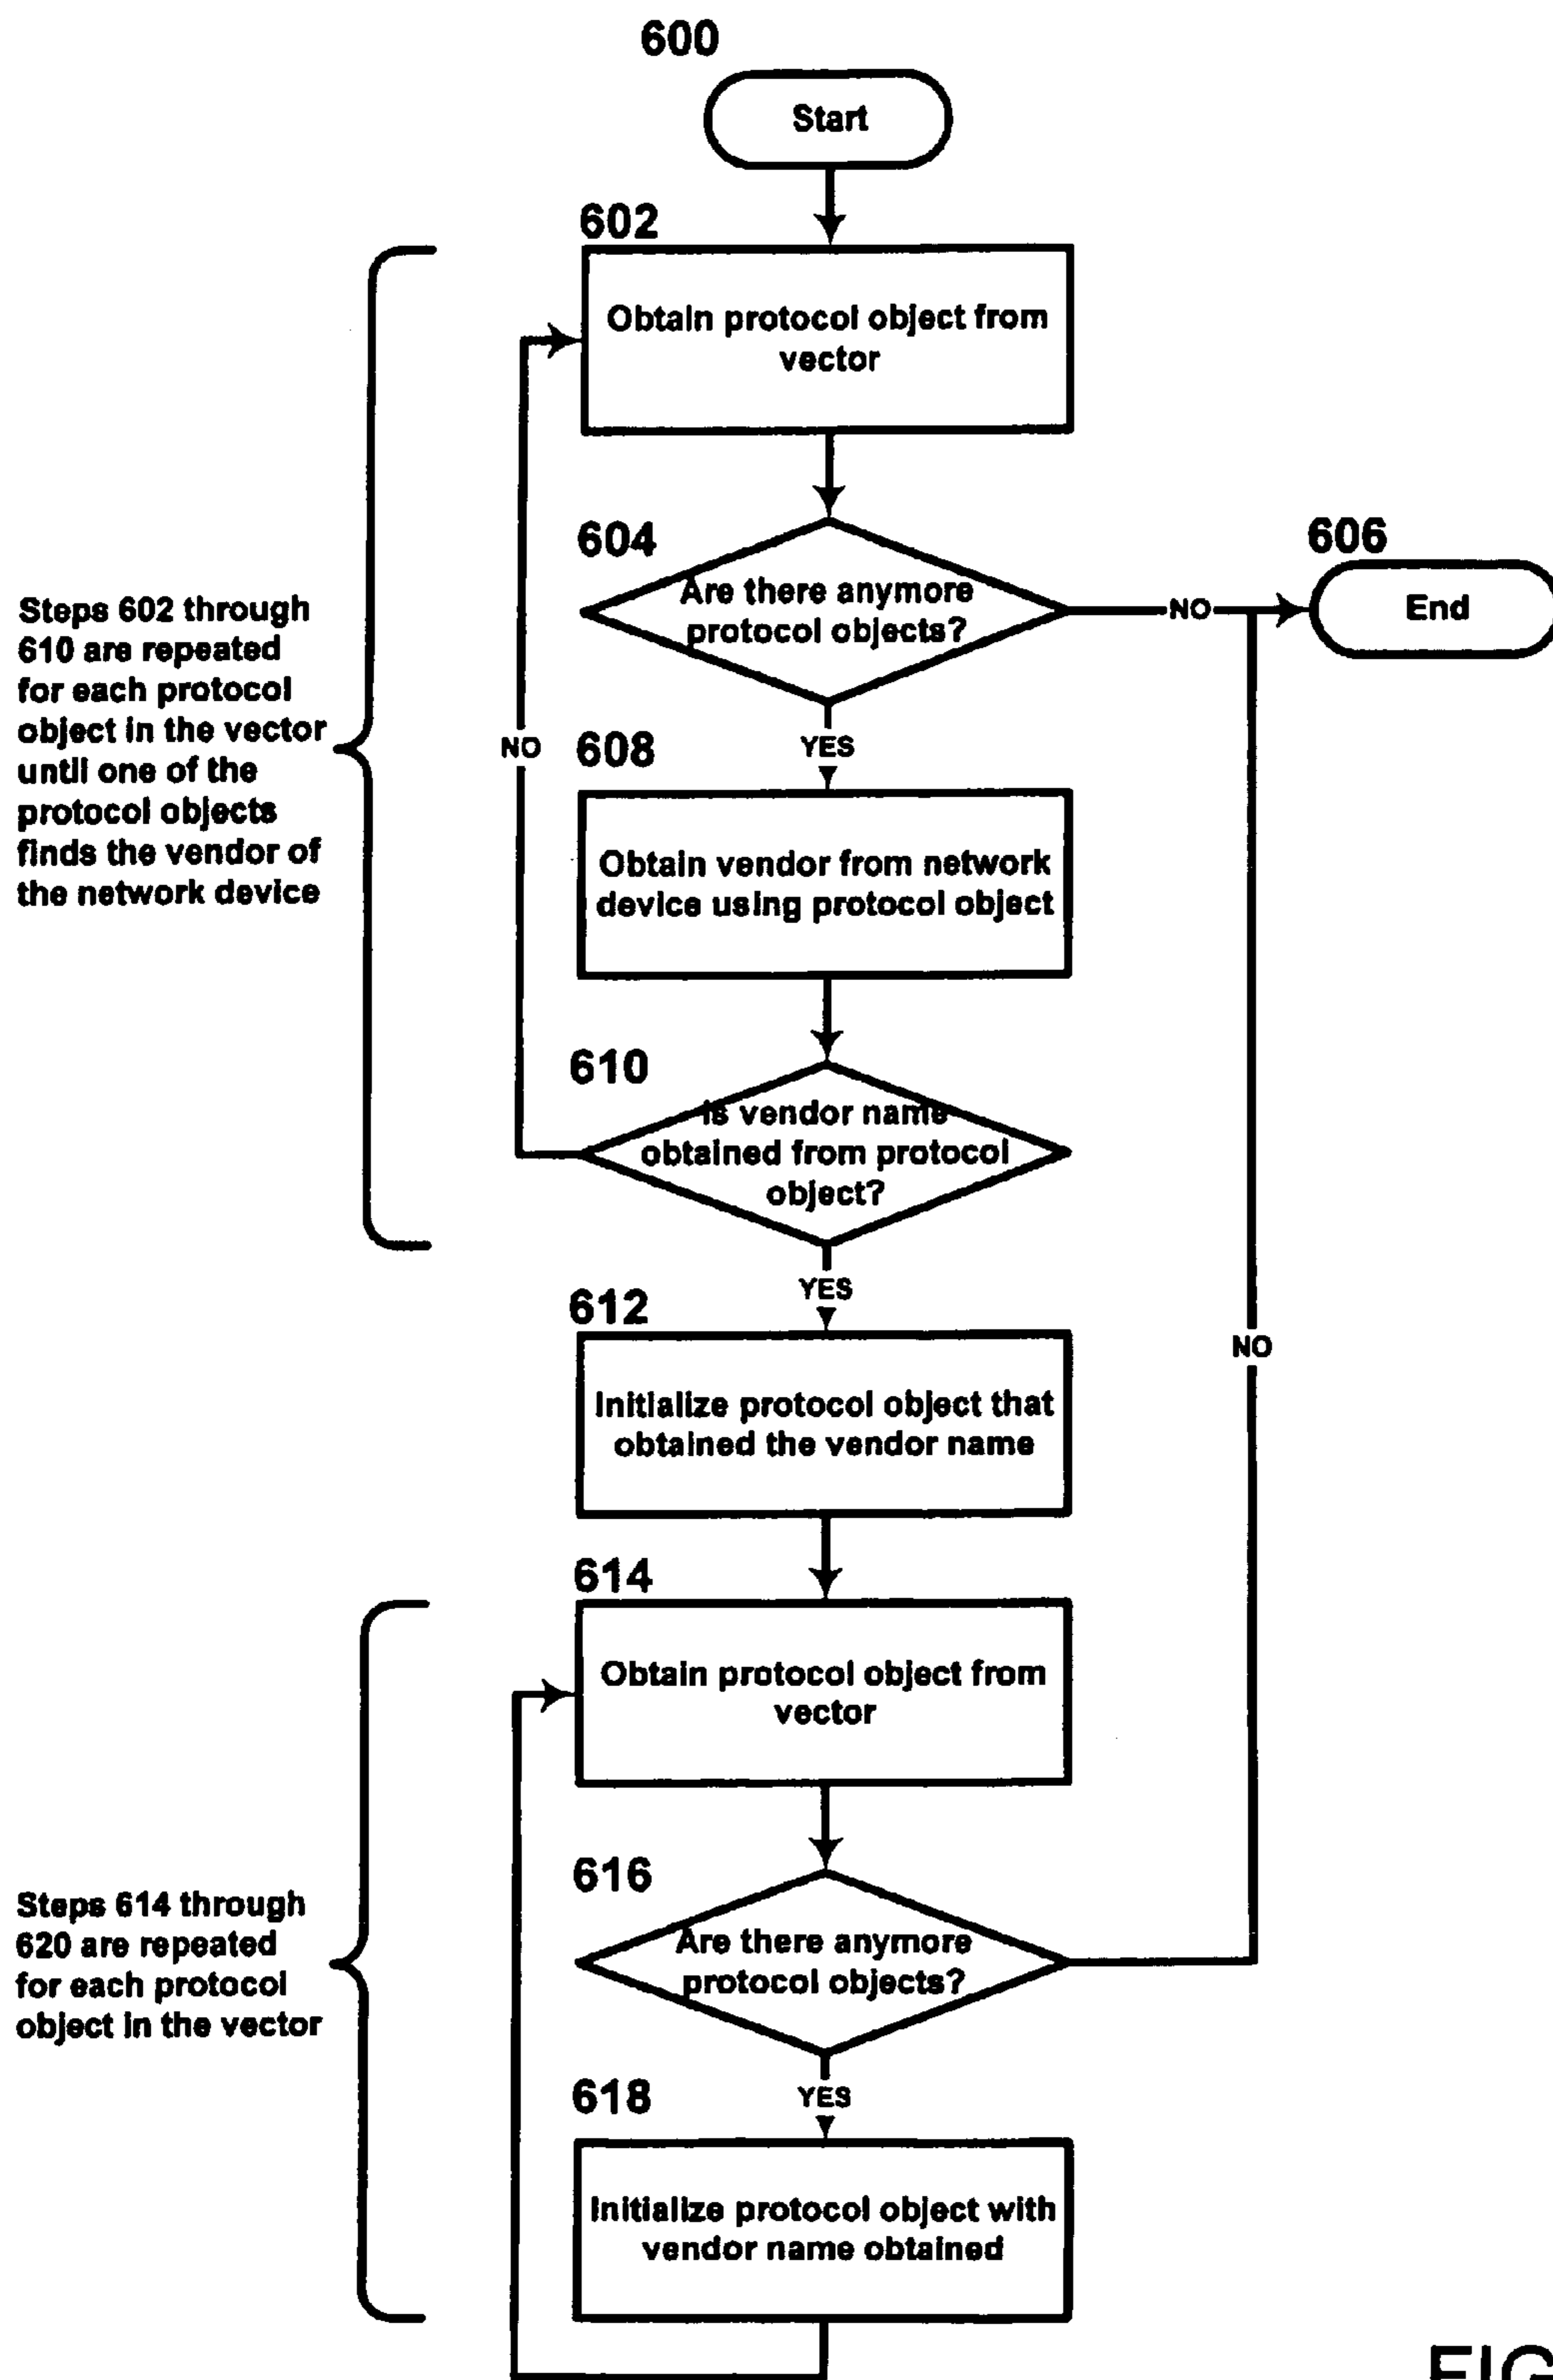 600
Start
602
Obtain protocol object from
vector
604
Are there anymore
protocol objects?
NO
606
End
Steps 602 through
610 are repeated
for each protocol
object in the vector
until one of the
protocol objects
finds the vendor of
the network device
NO
608
YES
Obtain vendor from network
device using protocol object
610
Is vendor name
obtained from protocol
object?
YES
612
NO
Initialize protocol object that
obtained the vendor name
614
Obtain protocol object from
vector
616
Are there anymore
protocol objects?
Steps 614 through
620 are repeated
for each protocol
object in the vector
618
YES
Initialize protocol object with
vendor name obtained
FIG